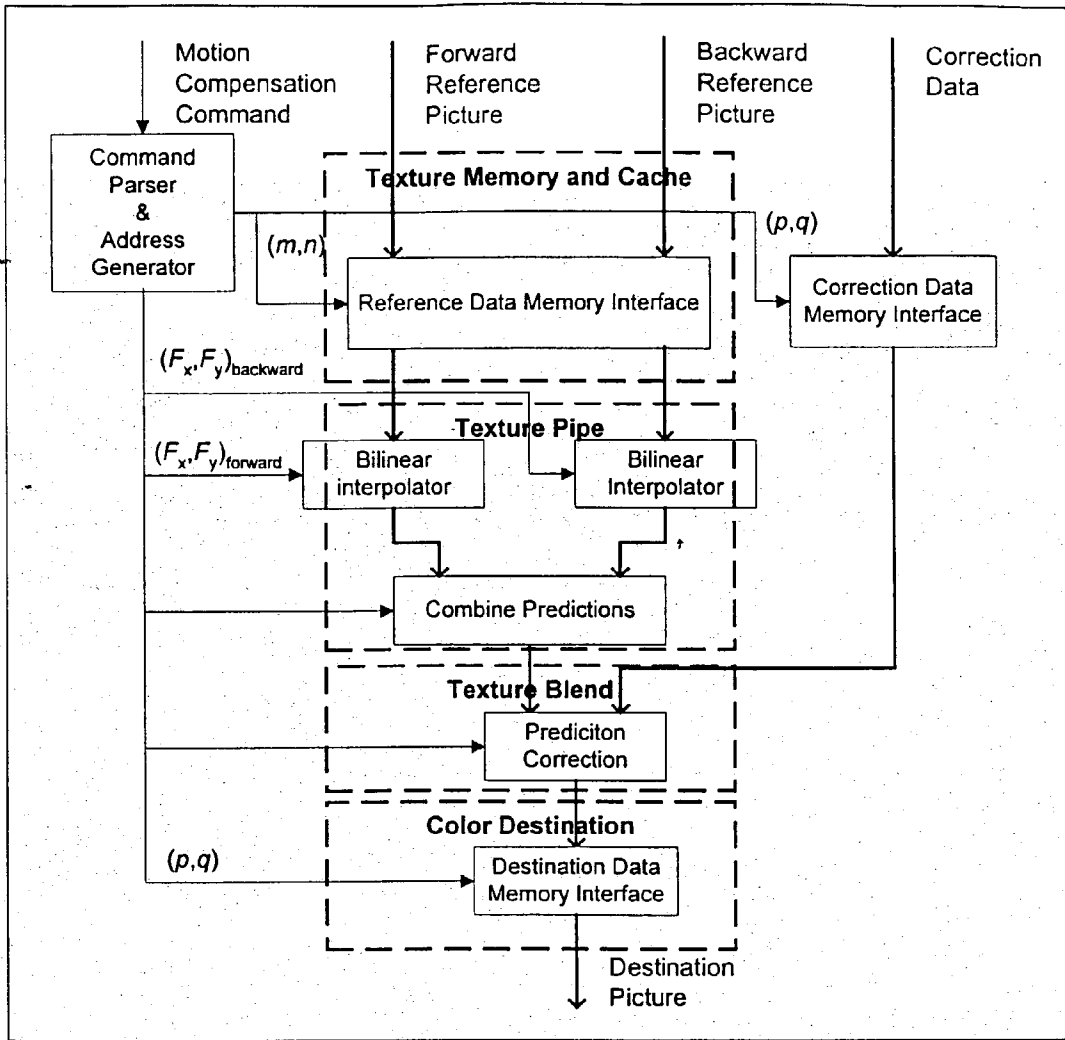 Motion
Compensation
Command
Forward
Reference
Picture
Backward
Reference
Picture
Correction
Data
Command
Parser
&
Address
Generator
Texture Memory and Cache
(m,n)
(p,q)
Reference Data Memory Interface
Correction Data
Memory Interface
(Fx,Fy)backward
Texture Pipe
(Fx,Fy)forward
Bilinear
interpolator
Bilinear
Interpolator
Combine Predictions
Texture Blend
Prediciton
Correction
Color Destination
(p,q)
Destination Data
Memory Interface
Destination
Picture